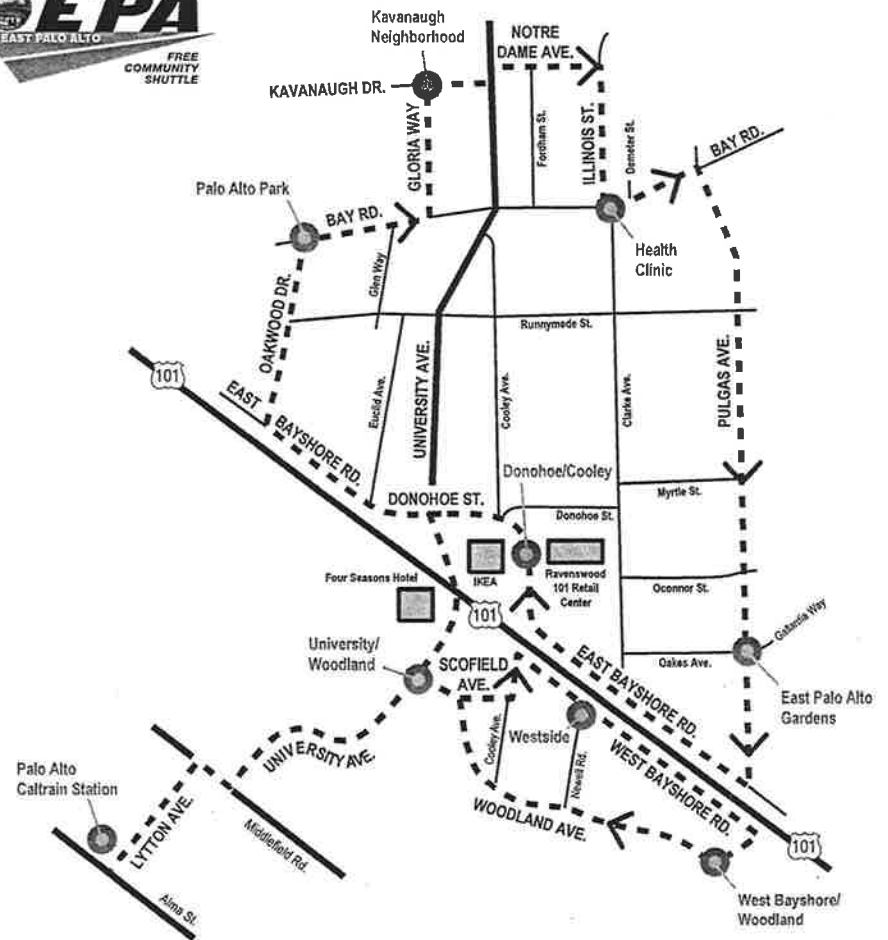 EPA
EAST PALO ALTO
FREE
COMMUNITY
SHUTTLE
Kavanaugh
Neighborhood
NOTRE
DAME AVE.
KAVANAUGH DR.
GLORIA WAY
Fordham St.
ILLINOIS ST.
Demeter St.
BAY RD.
Palo Alto Park
BAY RD.
Health
Clinic
Glen Way
OAKWOOD DR.
Runnymede St.
101
EAST
BAYSHORE RD.
Euclid Ave.
UNIVERSITY AVE.
Cooley Ave.
Clarke Ave.
PULGAS AVE.
Donohoe/Cooley
DONOHOE ST.
Donohoe St.
Myrtle St.
IKEA
Ravenswood
101 Retail
Center
Four Seasons Hotel
Oconnor St.
101
University/
Woodland
SCOFIELD
AVE.
EAST BAYSHORE RD.
Oakes Ave.
Gailardia Way
East Palo Alto
Gardens
Cooley Ave.
Westside
Newell Rd.
WEST BAYSHORE RD.
UNIVERSITY AVE.
Palo Alto
Caltrain Station
LYTTON AVE.
Middlefield Rd.
WOODLAND AVE.
101
Alma St.
West Bayshore/
Woodland